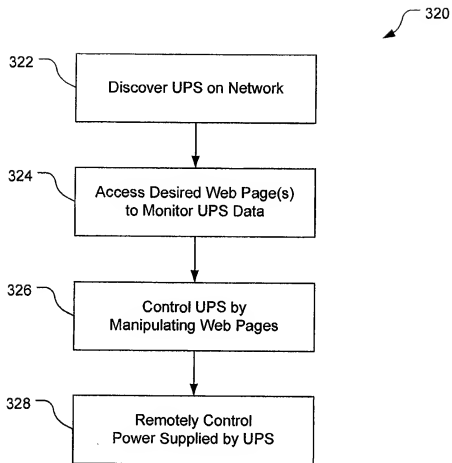 320
322
Discover UPS on Network
324
Access Desired Web Page(s)
to Monitor UPS Data
326
Control UPS by
Manipulating Web Pages
328
Remotely Control
Power Supplied by UPS